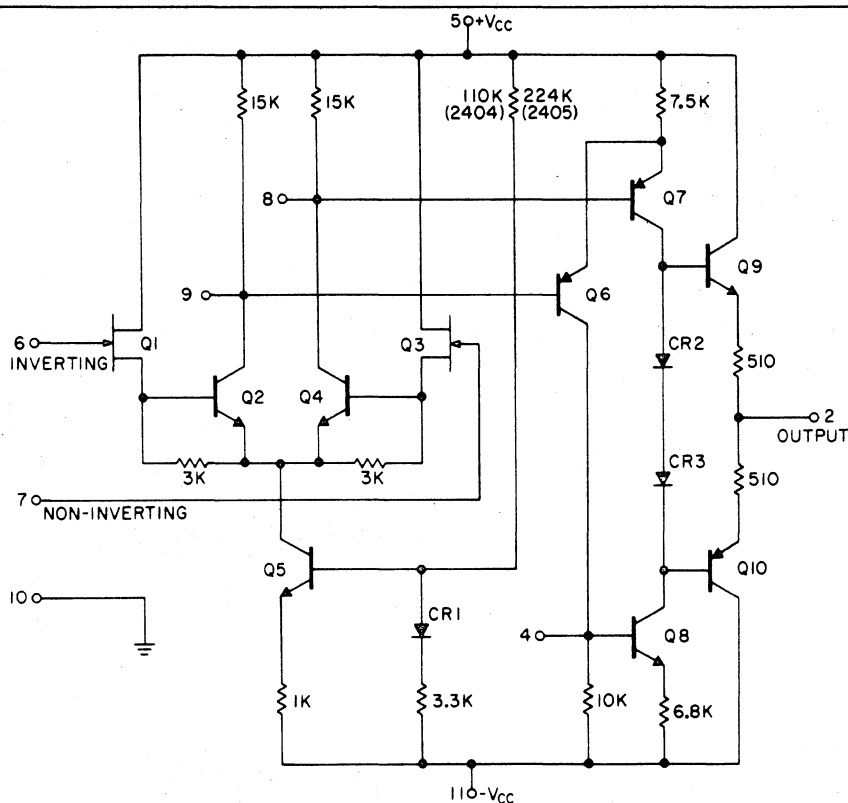 5 +VCC
15K
15K
110K
(2404)
224K
(2405)
7.5K
8
Q7
9
Q6
Q9
6
INVERTING
Q1
Q3
CR2
510
Q2
Q4
2
OUTPUT
3K
3K
CR3
510
7
NON-INVERTING
Q5
Q10
10
CR1
4
Q8
1K
3.3K
10K
6.8K
11 -VCC